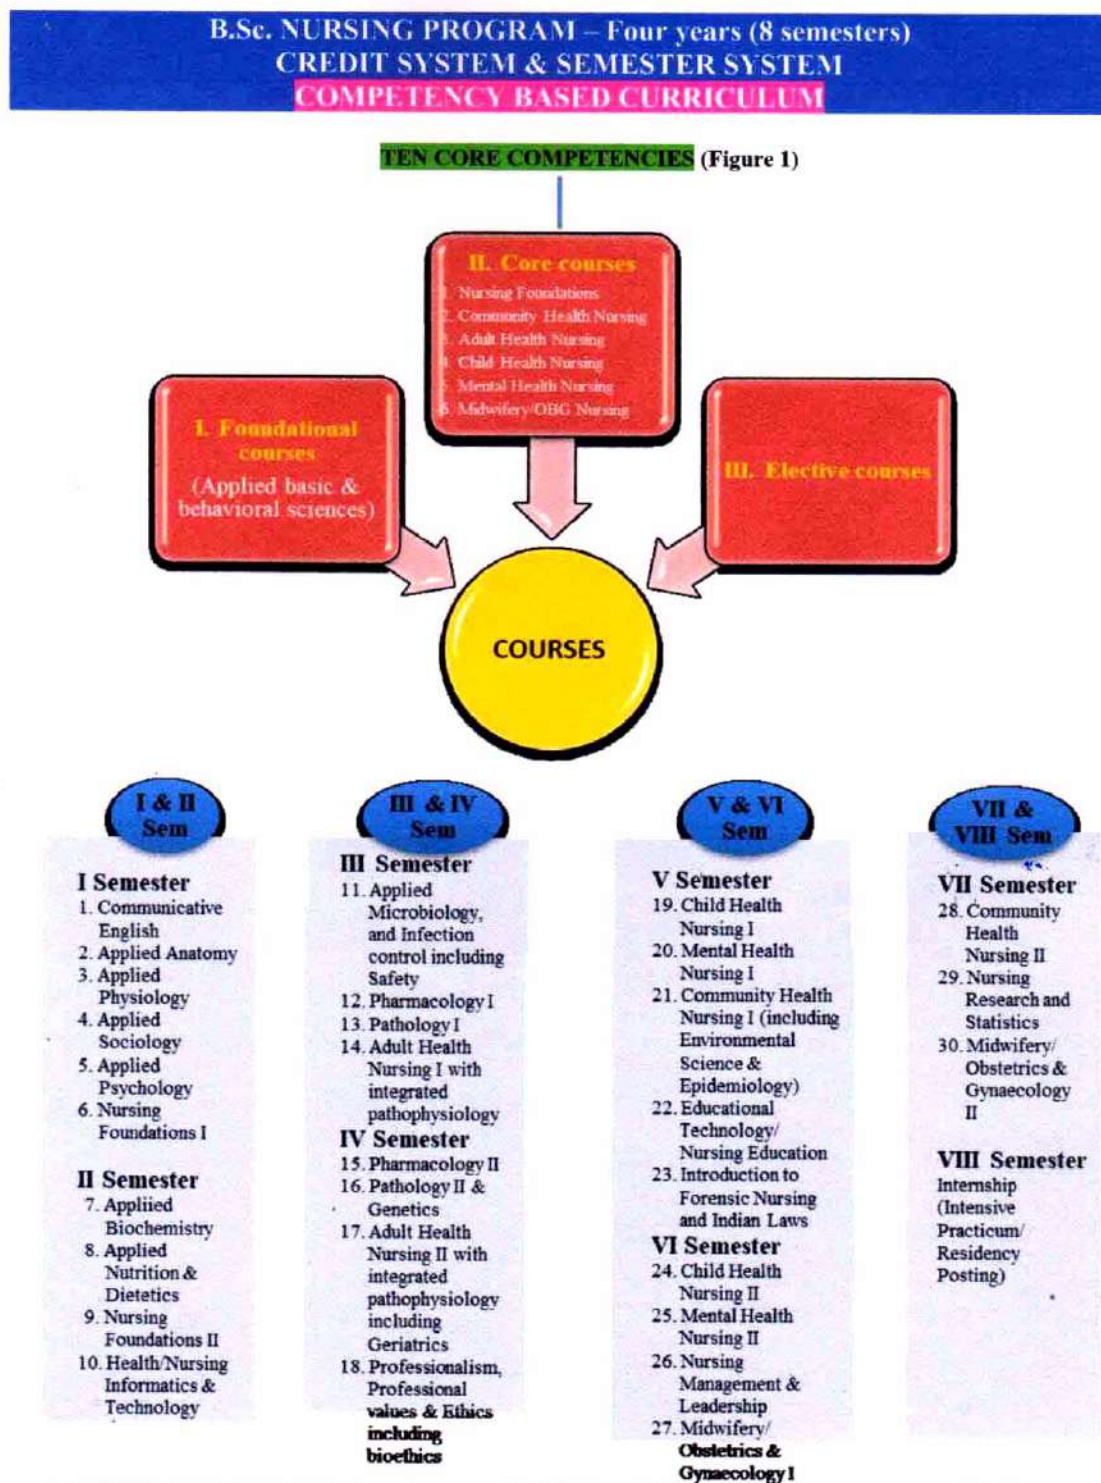 B.Sc. NURSING PROGRAM – Four years (8 semesters)
CREDIT SYSTEM & SEMESTER SYSTEM
COMPETENCY BASED CURRICULUM
TEN CORE COMPETENCIES (Figure 1)
II. Core courses
1. Nursing Foundations
2. Community Health Nursing
3. Adult Health Nursing
4. Child Health Nursing
5. Mental Health Nursing
6. Midwifery/OBG Nursing
I. Foundational
courses
(Applied basic &
behavioral sciences)
III. Elective courses
COURSES
I & II
Sem
I Semester
1. Communicative
English
2. Applied Anatomy
3. Applied
Physiology
4. Applied
Sociology
5. Applied
Psychology
6. Nursing
Foundations I
II Semester
7. Appliied
Biochemistry
8. Applied
Nutrition &
Dietetics
9. Nursing
Foundations II
10. Health/Nursing
Informatics &
Technology
III & IV
Sem
III Semester
11. Applied
Microbiology,
and Infection
control including
Safety
12. Pharmacology I
13. Pathology I
14. Adult Health
Nursing I with
integrated
pathophysiology
IV Semester
15. Pharmacology II
16. Pathology II &
Genetics
17. Adult Health
Nursing II with
integrated
pathophysiology
including
Geriatrics
18. Professionalism,
Professional
values & Ethics
including
bioethics
V & VI
Sem
V Semester
19. Child Health
Nursing I
20. Mental Health
Nursing I
21. Community Health
Nursing I (including
Environmental
Science &
Epidemiology)
22. Educational
Technology/
Nursing Education
23. Introduction to
Forensic Nursing
and Indian Laws
VI Semester
24. Child Health
Nursing II
25. Mental Health
Nursing II
26. Nursing
Management &
Leadership
27. Midwifery/
Obstetrics &
Gynaecology I
VII &
VIII Sem
VII Semester
28. Community
Health
Nursing II
29. Nursing
Research and
Statistics
30. Midwifery/
Obstetrics &
Gynaecology
II
VIII Semester
Internship
(Intensive
Practicum/
Residency
Posting)